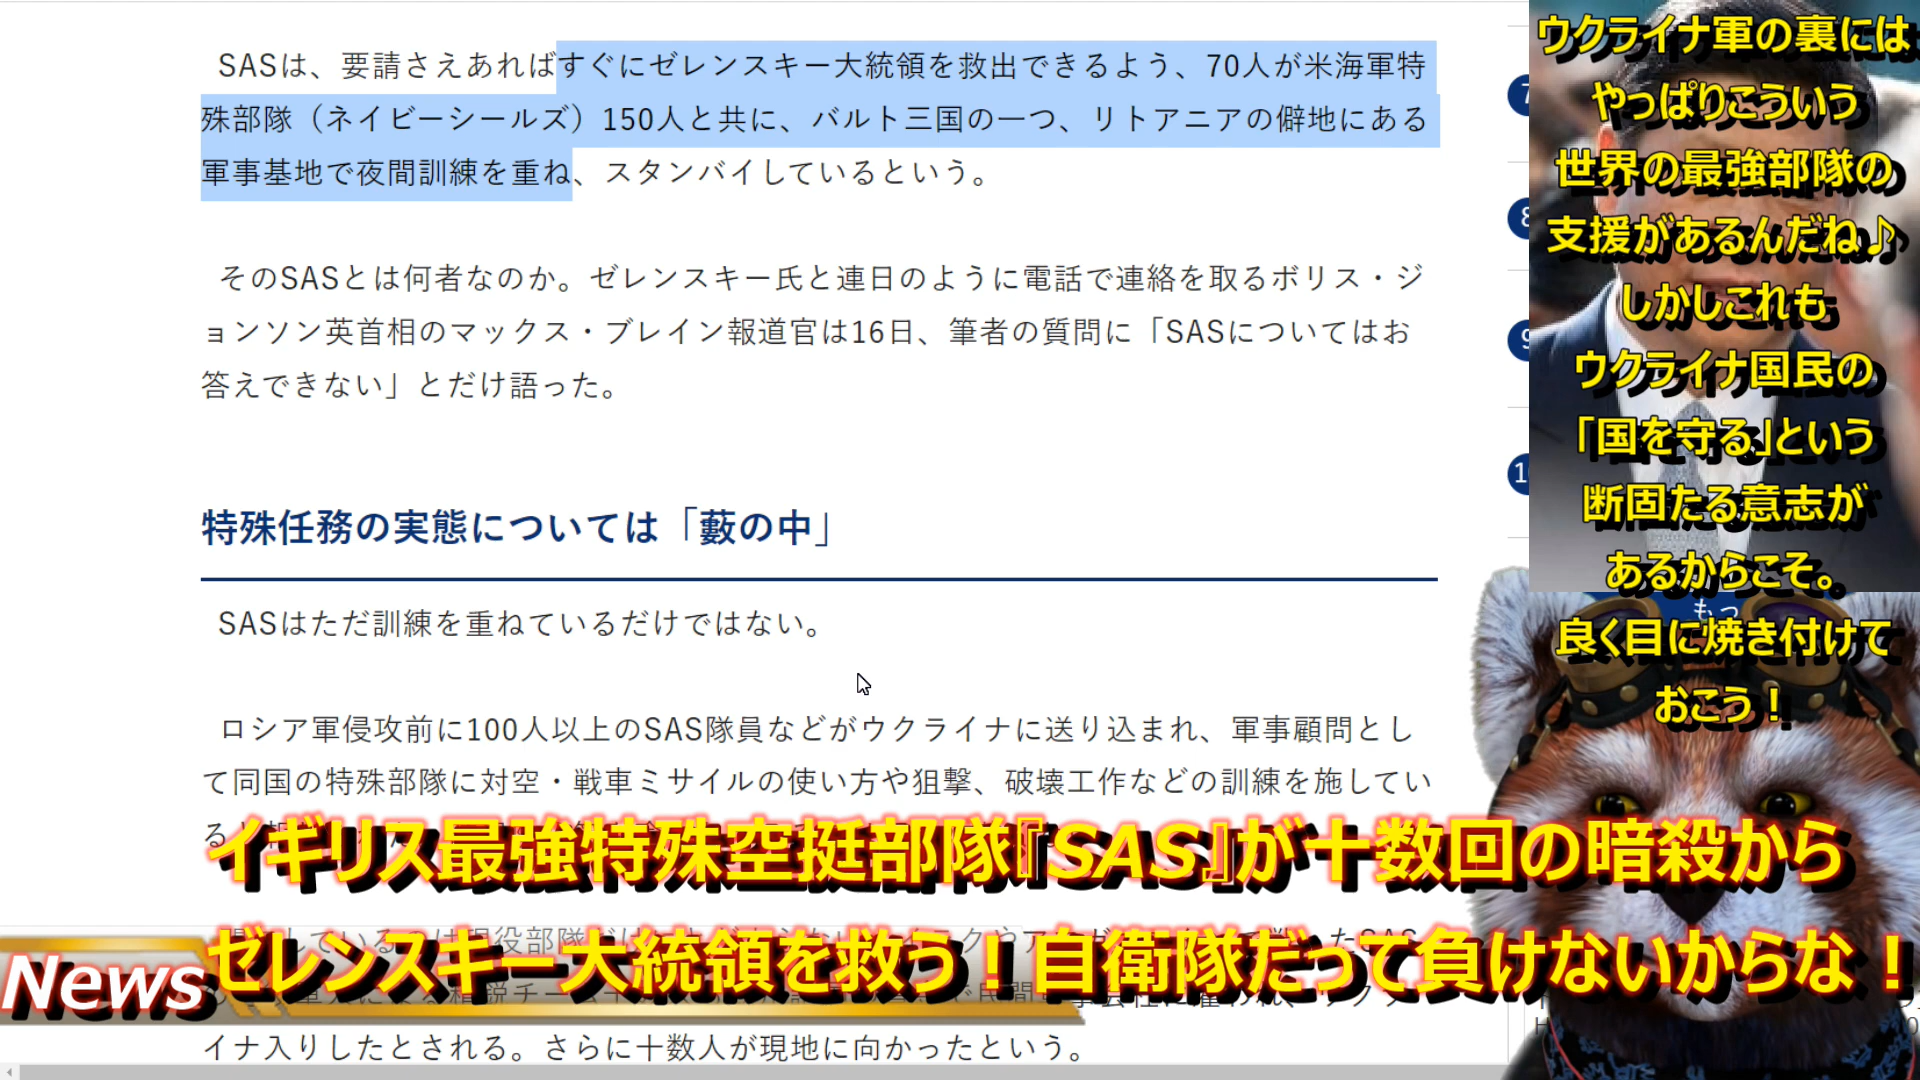 SASは、要請さえあればすぐにゼレンスキー大統領を救出できるよう、70人が米海軍特
殊部隊（ネイビーシールズ）150人と共に、バルト三国の一つ、リトアニアの僻地にある
軍事基地で夜間訓練を重ね、スタンバイしているという。
そのSASとは何者なのか。ゼレンスキー氏と連日のように電話で連絡を取るボリス・ジ
ョンソン英首相のマックス・ブレイン報道官は16日、筆者の質問に「SASについてはお
答えできない」とだけ語った。
特殊任務の実態については「藪の中」
SASはただ訓練を重ねているだけではない。
ロシア軍侵攻前に100人以上のSAS隊員などがウクライナに送り込まれ、軍事顧問とし
て同国の特殊部隊に対空・戦車ミサイルの使い方や狙撃、破壊工作などの訓練を施してい
イナ入りしたとされる。さらに十数人が現地に向かったという。
7
8
9
10
ウクライナ軍の裏には
やっぱりこういう
世界の最強部隊の
支援があるんだね♪
しかしこれも
ウクライナ国民の
「国を守る」という
断固たる意志が
あるからこそ。
もっ
良く目に焼き付けて
おこう！
イギリス最強特殊空挺部隊『SAS』が十数回の暗殺から
ゼレンスキー大統領を救う！自衛隊だって負けないからな！
News